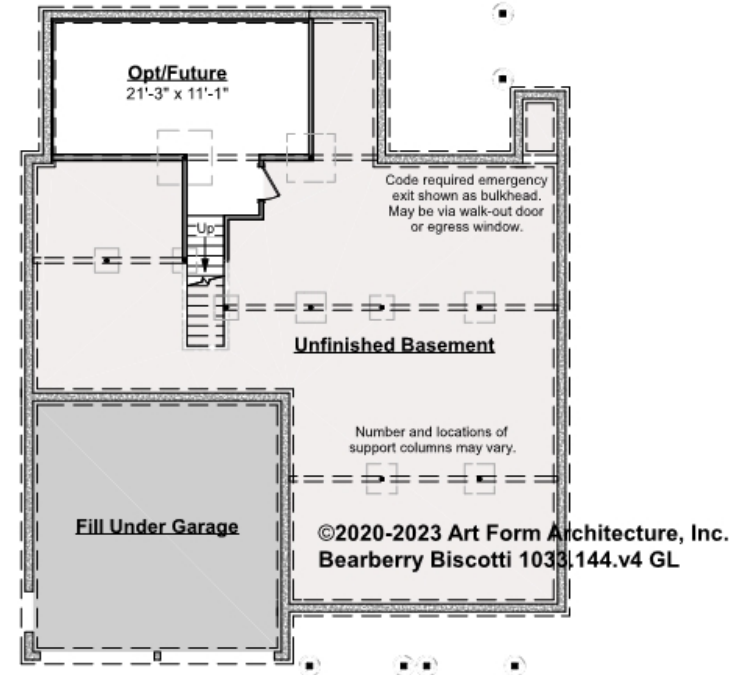 Opt/Future
21'-3" x 11'-1"
Code required emergency
exit shown as bulkhead.
May be via walk-out door
or egress window.
Up
Unfinished Basement
Number and locations of
support columns may vary.
Fill Under Garage
©2020-2023 Art Form Architecture, Inc.
Bearberry Biscotti 1033.144.v4 GL